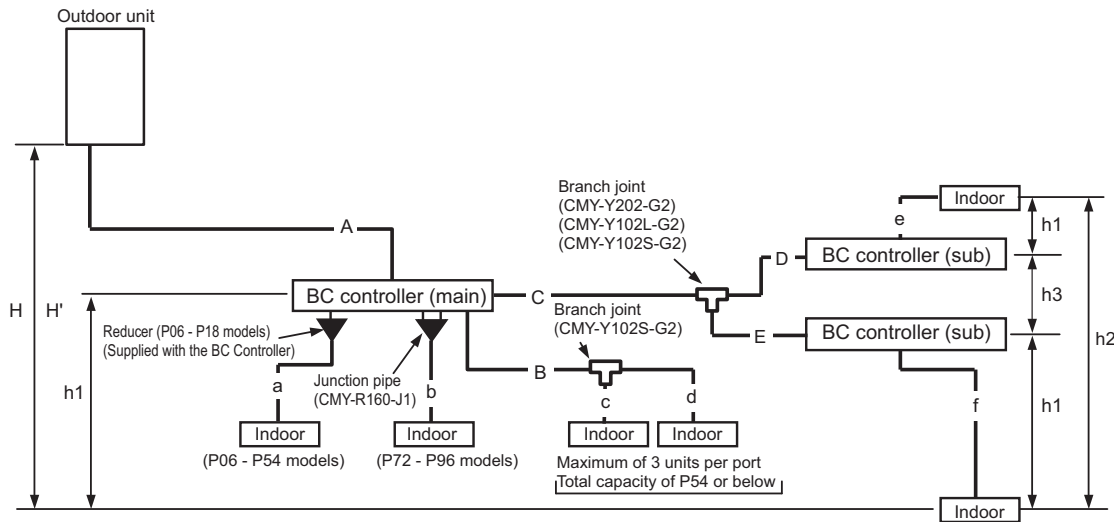 Outdoor unit
Branch joint
(CMY-Y202-G2)
(CMY-Y102L-G2)
(CMY-Y102S-G2)
Indoor
e
h1
A
D
BC controller (sub)
H
H'
BC controller (main)
C
h3
Branch joint
(CMY-Y102S-G2)
E
BC controller (sub)
h2
Reducer (P06 - P18 models)
(Supplied with the BC Controller)
B
h1
a
Junction pipe
(CMY-R160-J1)
b
c
d
f
h1
Indoor
Indoor
Indoor
Indoor
(P06 - P54 models)
(P72 - P96 models)
Maximum of 3 units per port
Total capacity of P54 or below
Indoor